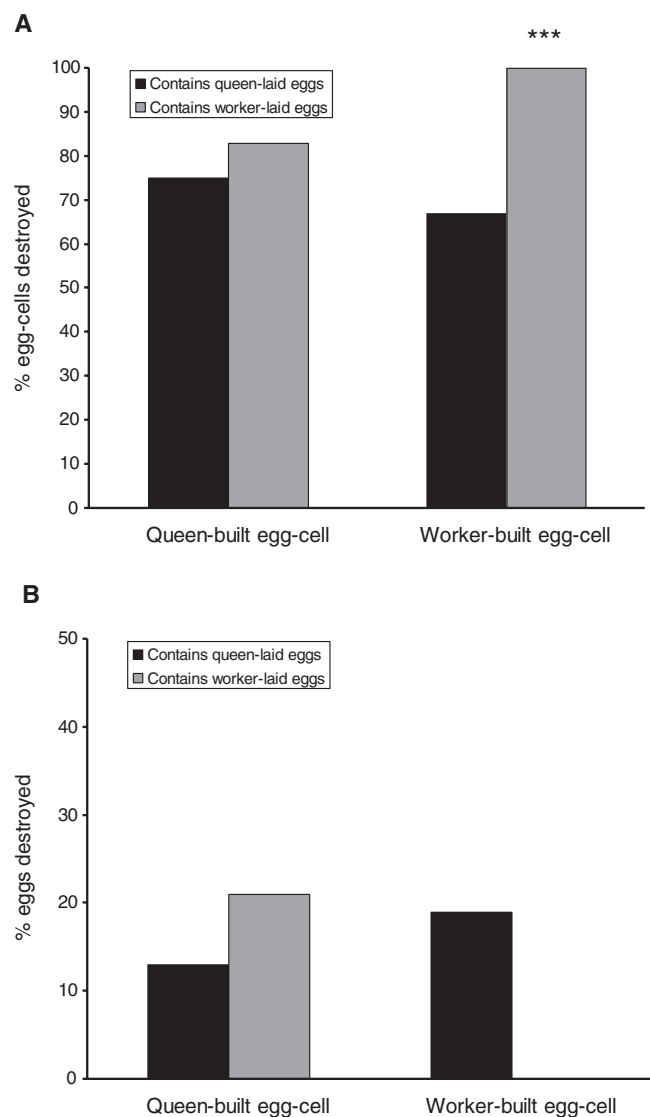 A
***
100
90
80
70
60
50
40
30
20
10
0
% egg-cells destroyed
Contains queen-laid eggs
Contains worker-laid eggs
Queen-built egg-cell
Worker-built egg-cell
B
50
40
30
20
10
0
% eggs destroyed
Contains queen-laid eggs
Contains worker-laid eggs
Queen-built egg-cell
Worker-built egg-cell